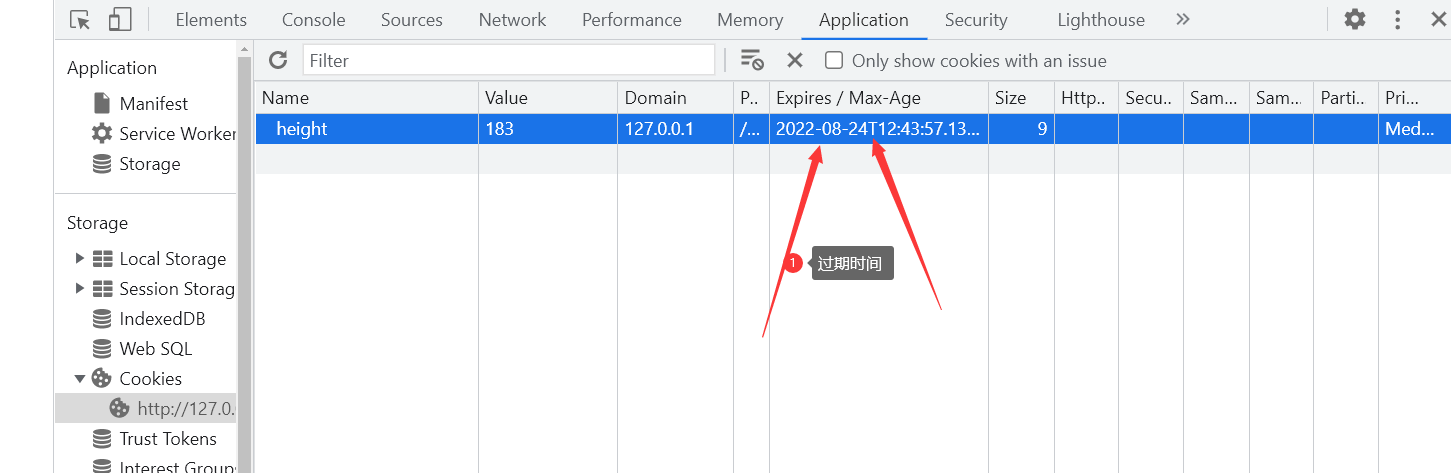 Elements Console Sources Network Performance Memory Application Security Lighthouse
Application
Filter
Only show cookies with an issue
Name Value Domain P.. Expires / Max-Age Size Http.. Secu.. Sam.. Sam.. Parti.. Pri...
Manifest
height 183 127.0.0.1 /... 2022-08-24T12:43:57.13... 9 Med...
Service Worker
Storage
Storage
Local Storage
1 过期时间
Session Storag
IndexedDB
Web SQL
Cookies
http://127.0.
Trust Tokens
Interest Group